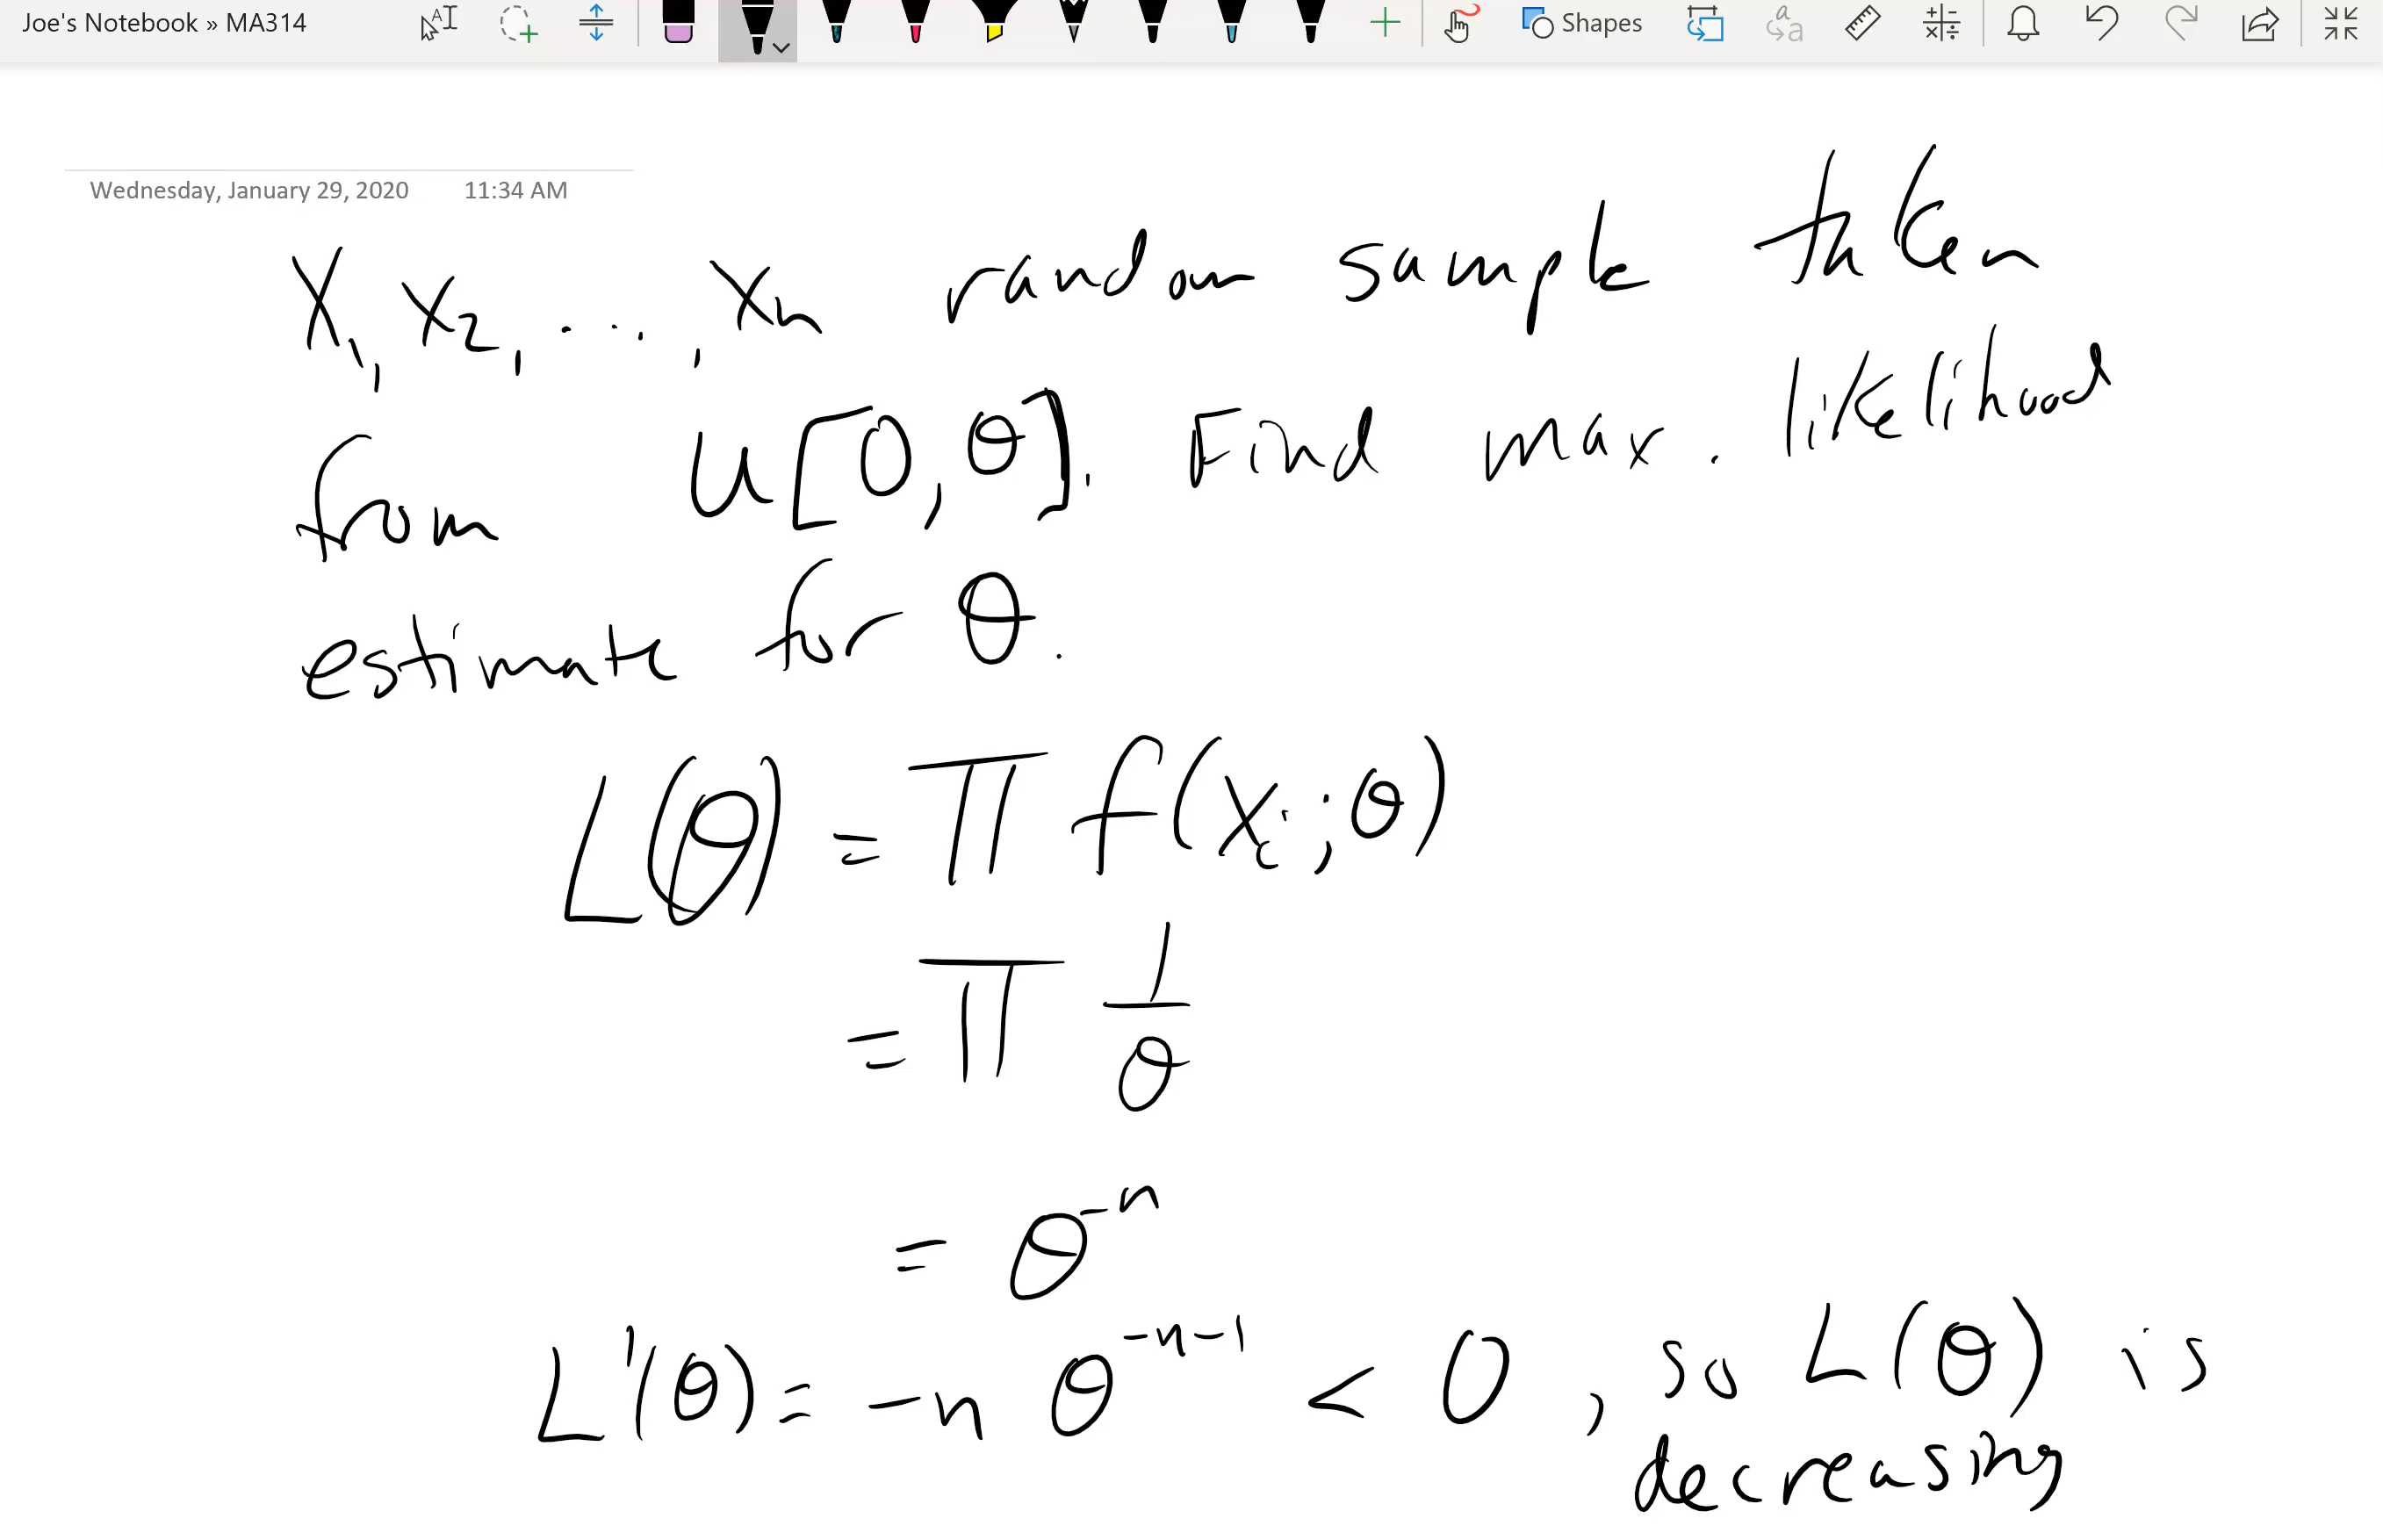 Joe's Notebook » MA314
Shapes
Wednesday, January 29, 2020 11:34 AM
X₁, X₂, ..., Xₙ random sample taken
from U[0, θ]. Find max. likelihood
estimate for θ.
L(θ) = Π f(xᵢ; θ)
= Π 1/θ
= θ⁻ⁿ
L'(θ) = -n θ⁻ⁿ⁻¹ < 0, so L(θ) is
decreasing